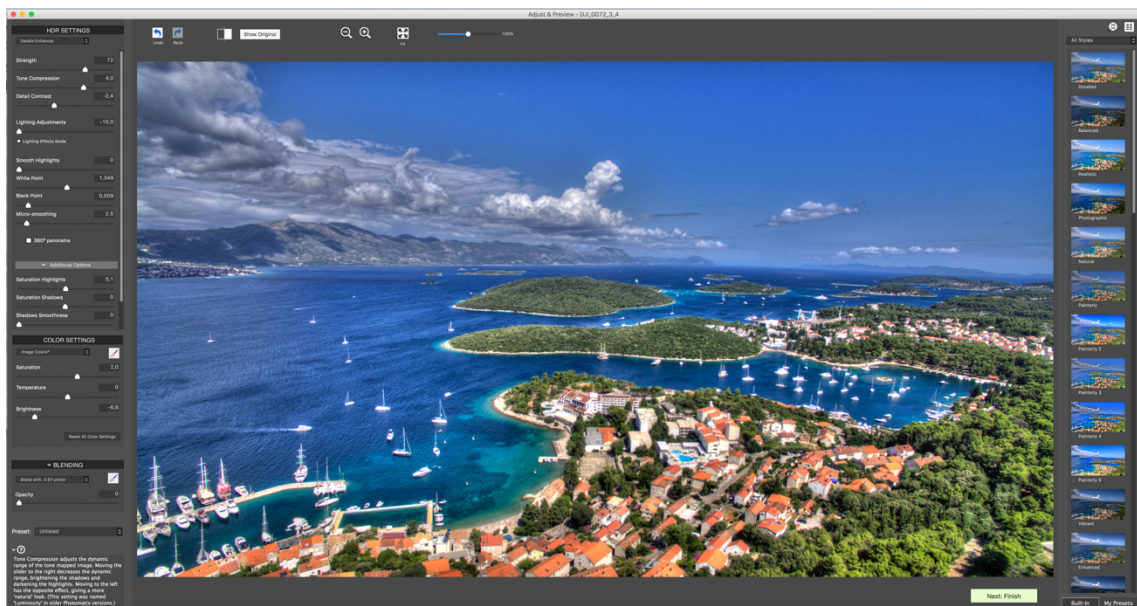 Adjust & Preview - DJI_0072_3_4
HDR SETTINGS
Details Enhancer
Strength 72
Tone Compression 4,0
Detail Contrast -2,4
Lighting Adjustments -10,0
Lighting Effects Mode
Smooth Highlights 0
White Point 1,349
Black Point 0,009
Micro-smoothing 2,5
360° panorama
Additional Options
Saturation Highlights 0,1
Saturation Shadows 0
Shadows Smoothness 0
COLOR SETTINGS
Image Colors*
Saturation 2,0
Temperature 0
Brightness -6,8
Reset All Color Settings
BLENDING
Blend with 0 EV photo
Opacity 0
Preset: Untitled
Tone Compression adjusts the dynamic
range of the tone mapped image. Moving the
slider to the right decreases the dynamic
range, brightening the shadows and
darkening the highlights. Moving to the left
has the opposite effect, giving a more
'natural' look. (This setting was named
'Luminosity' in older Photomatix versions.)
Undo
Redo
Show Original
Fit
100%
All Styles
Detailed
Balanced
Realistic
Photographic
Natural
Painterly
Painterly 2
Painterly 3
Painterly 4
Painterly 5
Vibrant
Enhanced
Next: Finish
Built-In
My Presets